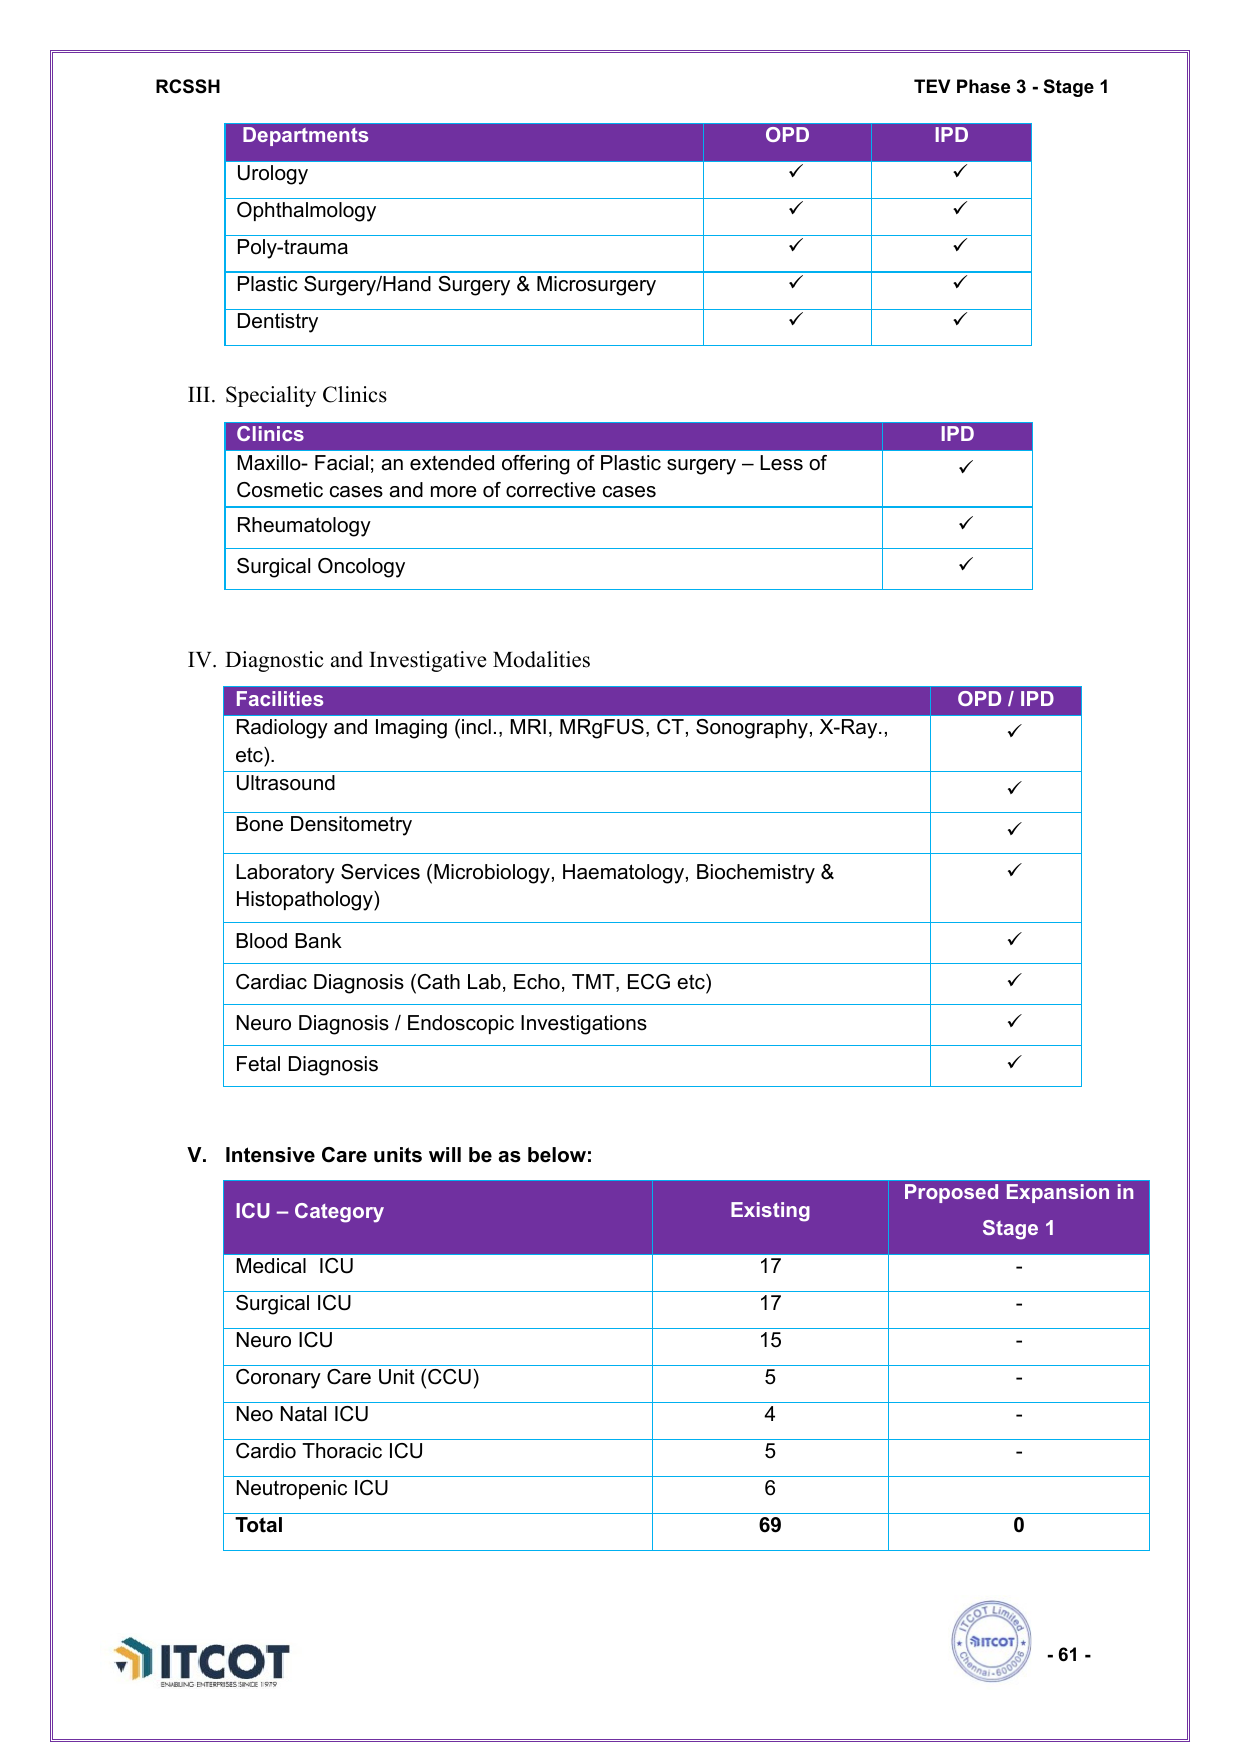 RCSSH TEV Phase 3 - Stage 1
Departments OPD IPD
Urology ✓ ✓
Ophthalmology ✓ ✓
Poly-trauma ✓ ✓
Plastic Surgery/Hand Surgery & Microsurgery ✓ ✓
Dentistry ✓ ✓
III. Speciality Clinics
Clinics IPD
Maxillo- Facial; an extended offering of Plastic surgery – Less of ✓
Cosmetic cases and more of corrective cases
Rheumatology ✓
Surgical Oncology ✓
IV. Diagnostic and Investigative Modalities
Facilities OPD / IPD
Radiology and Imaging (incl., MRI, MRgFUS, CT, Sonography, X-Ray., ✓
etc).
Ultrasound ✓
Bone Densitometry ✓
Laboratory Services (Microbiology, Haematology, Biochemistry & ✓
Histopathology)
Blood Bank ✓
Cardiac Diagnosis (Cath Lab, Echo, TMT, ECG etc) ✓
Neuro Diagnosis / Endoscopic Investigations ✓
Fetal Diagnosis ✓
V. Intensive Care units will be as below:
ICU – Category Existing Proposed Expansion in
Stage 1
Medical ICU 17 -
Surgical ICU 17 -
Neuro ICU 15 -
Coronary Care Unit (CCU) 5 -
Neo Natal ICU 4 -
Cardio Thoracic ICU 5 -
Neutropenic ICU 6
Total 69 0
ITCOT
ENABLING ENTERPRISES SINCE 1979
ITCOT Limited
ITCOT
Chennai-600006
- 61 -